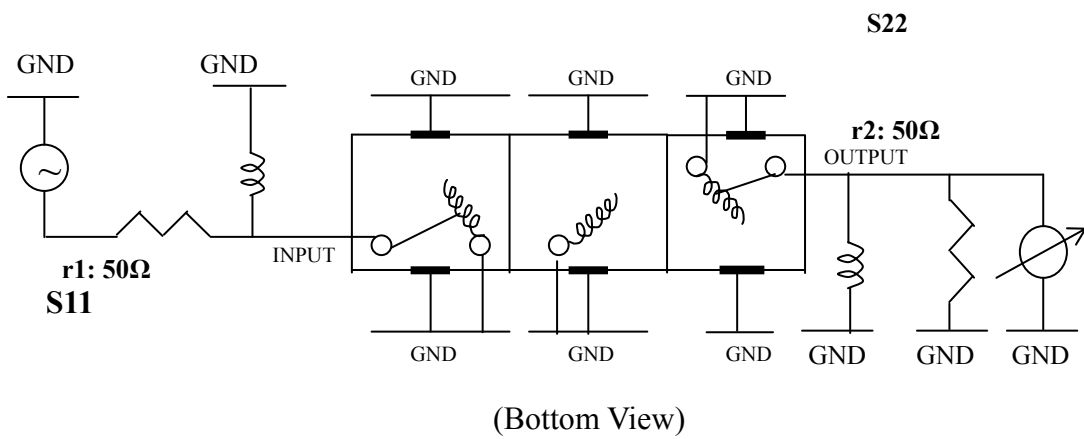 S22
GND
GND
GND
GND
GND
r2: 50Ω
OUTPUT
~
INPUT
r1: 50Ω
S11
GND
GND
GND
GND
GND
GND
(Bottom View)